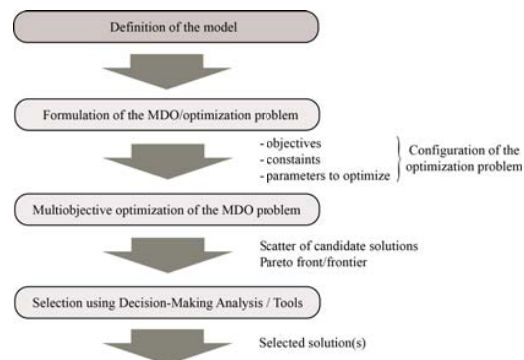 Definition of the model
Formulation of the MDO/optimization problem
- objectives
- constaints
- parameters to optimize
Configuration of the
optimization problem
Multiobjective optimization of the MDO problem
Scatter of candidate solutions
Pareto front/frontier
Selection using Decision-Making Analysis / Tools
Selected solution(s)